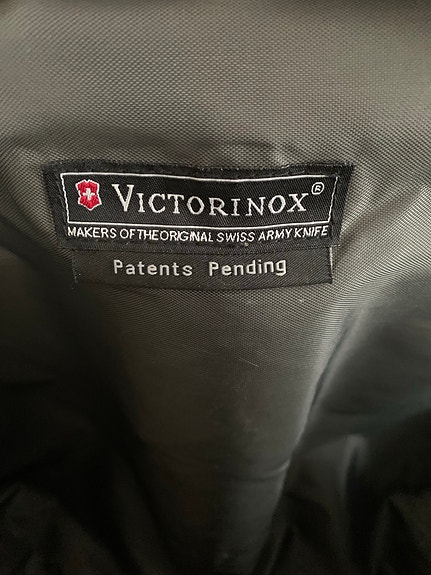 VICTORINOX®
MAKERS OF THE ORIGINAL SWISS ARMY KNIFE
Patents Pending